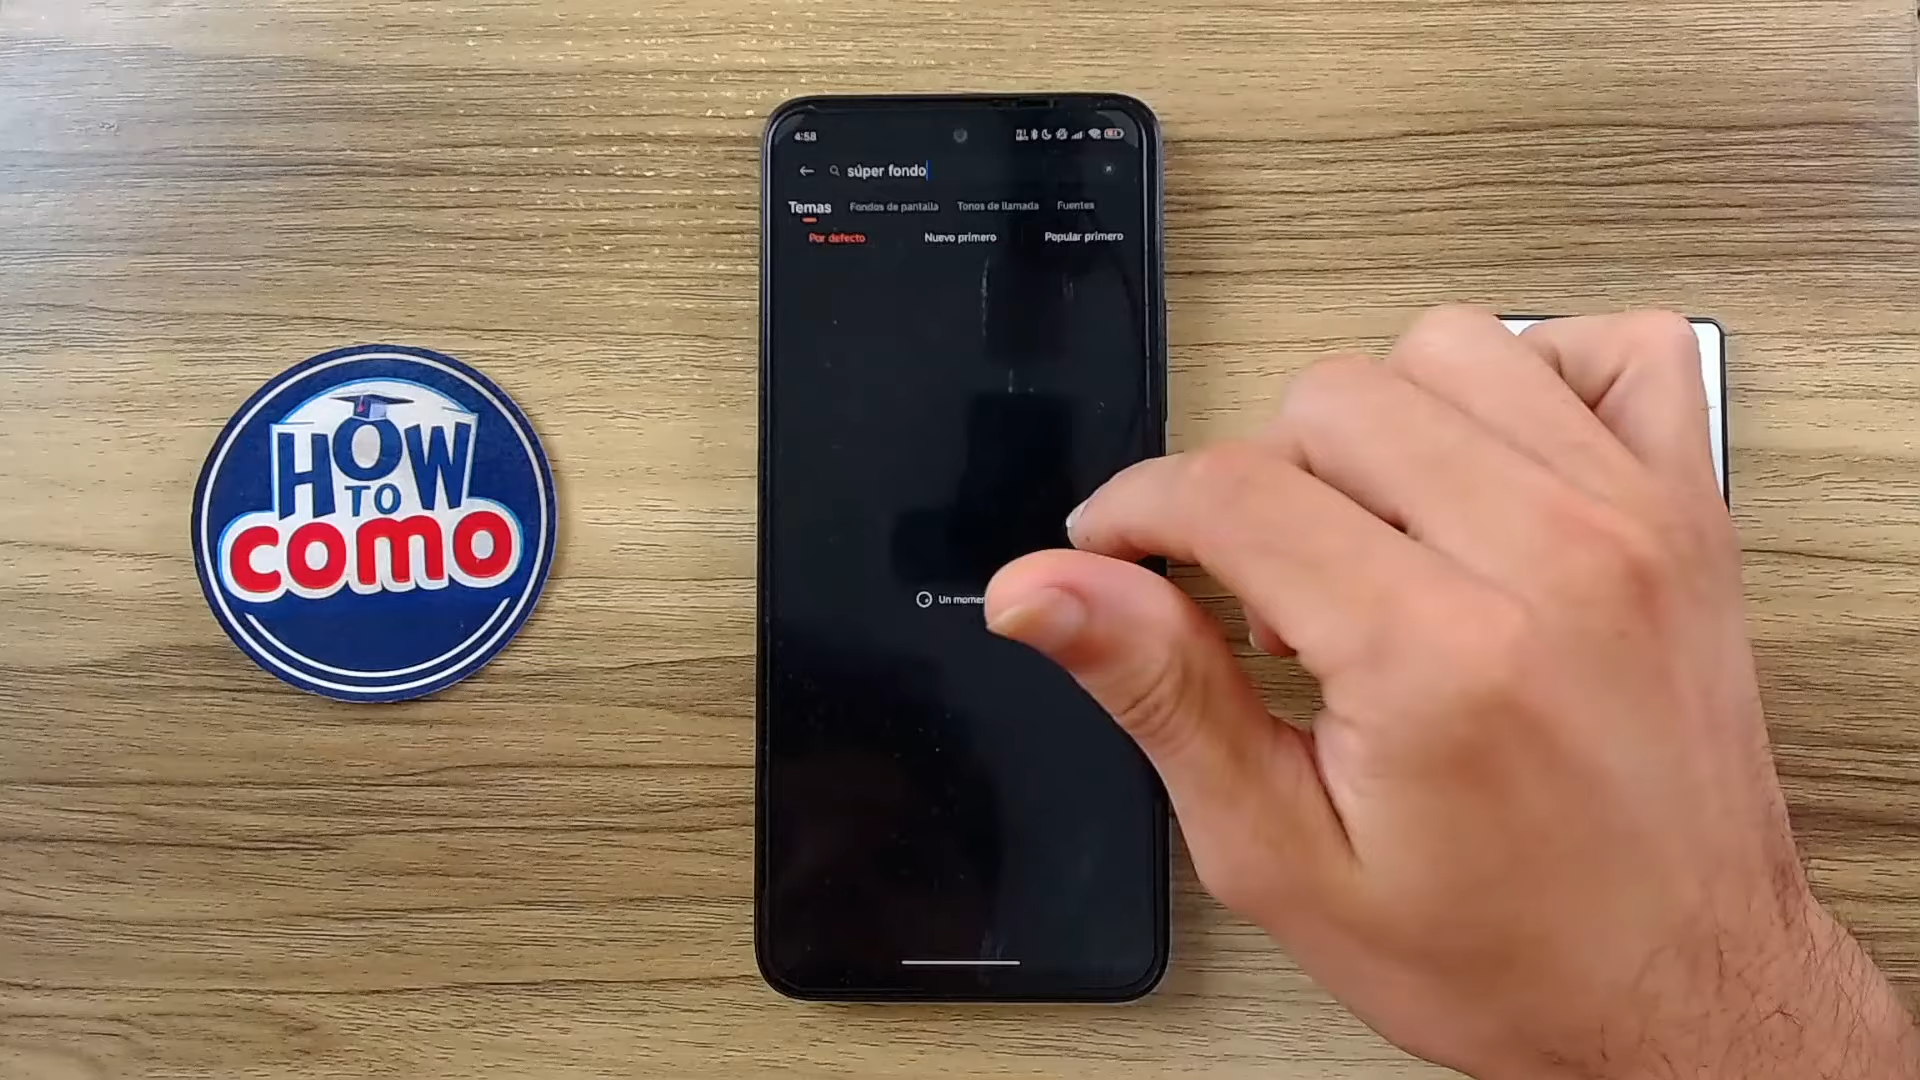 4:58
súper fondo
Temas Fondos de pantalla Tonos de llamada Fuentes
Por defecto Nuevo primero Popular primero
Un
HOW
TO
COMO